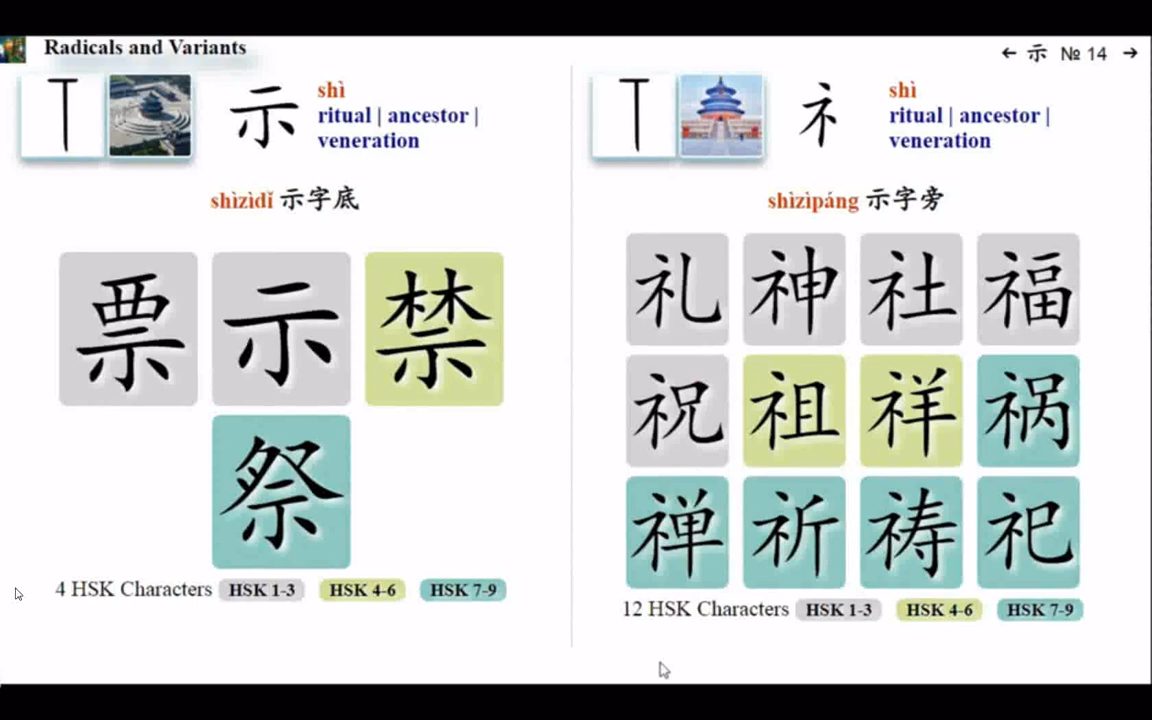 Radicals and Variants
← 示 № 14 →
示
shì
ritual | ancestor |
veneration
shìzìdǐ 示字底
票 示 禁
祭
4 HSK Characters HSK 1-3 HSK 4-6 HSK 7-9
礻
shì
ritual | ancestor |
veneration
shìzìpáng 示字旁
礼 神 社 福
祝 祖 祥 祸
禅 祈 祷 祀
12 HSK Characters HSK 1-3 HSK 4-6 HSK 7-9